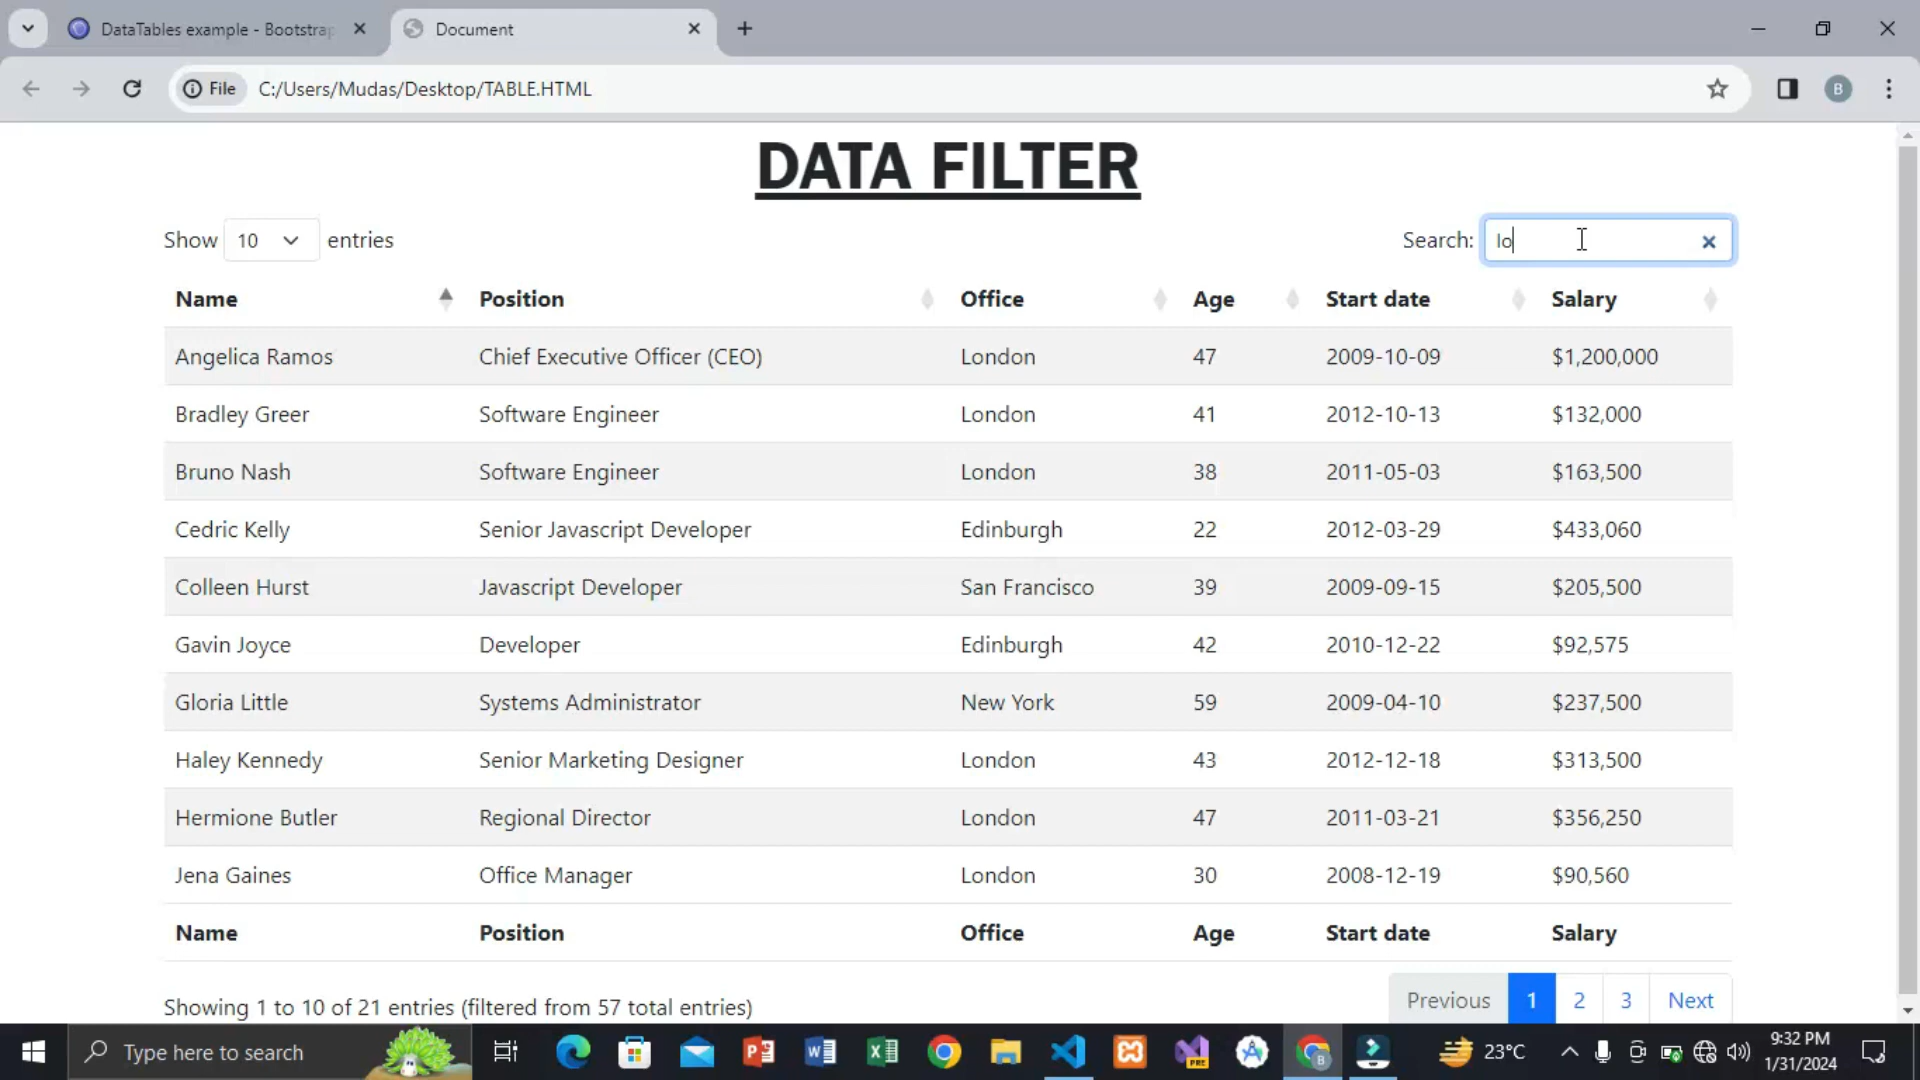 DataTables example - Bootstrap
Document
File
C:/Users/Mudas/Desktop/TABLE.HTML
B
DATA FILTER
Show 10 entries
Search: lo
Name Position Office Age Start date Salary
Angelica Ramos Chief Executive Officer (CEO) London 47 2009-10-09 $1,200,000
Bradley Greer Software Engineer London 41 2012-10-13 $132,000
Bruno Nash Software Engineer London 38 2011-05-03 $163,500
Cedric Kelly Senior Javascript Developer Edinburgh 22 2012-03-29 $433,060
Colleen Hurst Javascript Developer San Francisco 39 2009-09-15 $205,500
Gavin Joyce Developer Edinburgh 42 2010-12-22 $92,575
Gloria Little Systems Administrator New York 59 2009-04-10 $237,500
Haley Kennedy Senior Marketing Designer London 43 2012-12-18 $313,500
Hermione Butler Regional Director London 47 2011-03-21 $356,250
Jena Gaines Office Manager London 30 2008-12-19 $90,560
Name Position Office Age Start date Salary
Showing 1 to 10 of 21 entries (filtered from 57 total entries)
Previous 1 2 3 Next
Type here to search
23°C
9:32 PM
1/31/2024